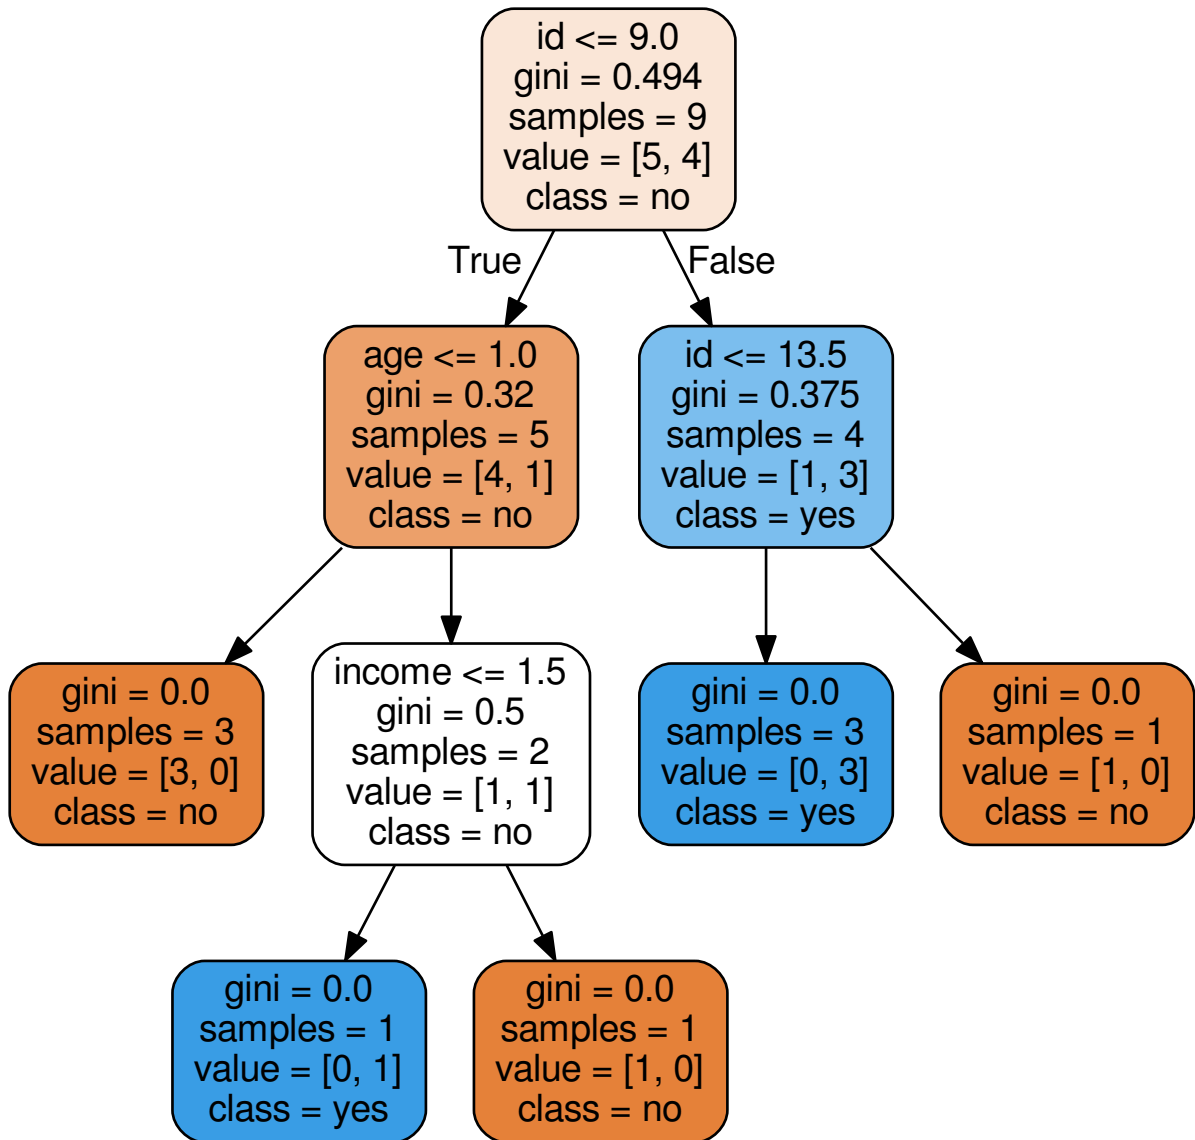 id <= 9.0
gini = 0.494
samples = 9
value = [5, 4]
class = no
True
False
age <= 1.0
gini = 0.32
samples = 5
value = [4, 1]
class = no
id <= 13.5
gini = 0.375
samples = 4
value = [1, 3]
class = yes
gini = 0.0
samples = 3
value = [3, 0]
class = no
income <= 1.5
gini = 0.5
samples = 2
value = [1, 1]
class = no
gini = 0.0
samples = 3
value = [0, 3]
class = yes
gini = 0.0
samples = 1
value = [1, 0]
class = no
gini = 0.0
samples = 1
value = [0, 1]
class = yes
gini = 0.0
samples = 1
value = [1, 0]
class = no